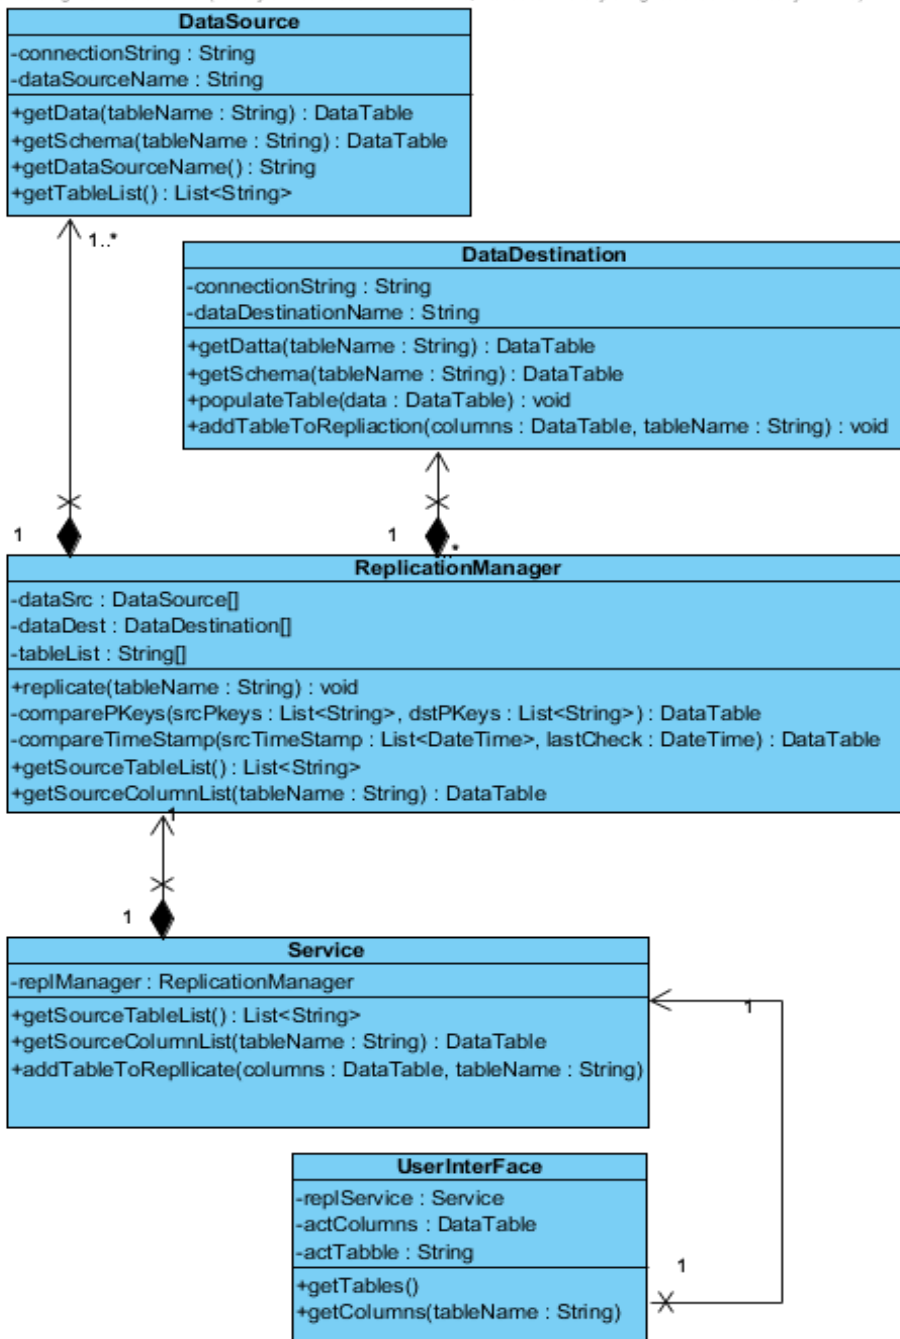 DataSource
-connectionString : String
-dataSourceName : String
+getData(tableName : String) : DataTable
+getSchema(tableName : String) : DataTable
+getDataSourceName() : String
+getTableList() : List<String>
1..*
DataDestination
-connectionString : String
-dataDestinationName : String
+getDatta(tableName : String) : DataTable
+getSchema(tableName : String) : DataTable
+populateTable(data : DataTable) : void
+addTableToRepliaction(columns : DataTable, tableName : String) : void
1
1
..*
ReplicationManager
-dataSrc : DataSource[]
-dataDest : DataDestination[]
-tableList : String[]
+replicate(tableName : String) : void
-comparePKeys(srcPkeys : List<String>, dstPKeys : List<String>) : DataTable
-compareTimeStamp(srcTimeStamp : List<DateTime>, lastCheck : DateTime) : DataTable
+getSourceTableList() : List<String>
+getSourceColumnList(tableName : String) : DataTable
1
1
Service
-replManager : ReplicationManager
+getSourceTableList() : List<String>
+getSourceColumnList(tableName : String) : DataTable
+addTableToRepllicate(columns : DataTable, tableName : String)
1
UserInterFace
-replService : Service
-actColumns : DataTable
-actTabble : String
+getTables()
+getColumns(tableName : String)
1